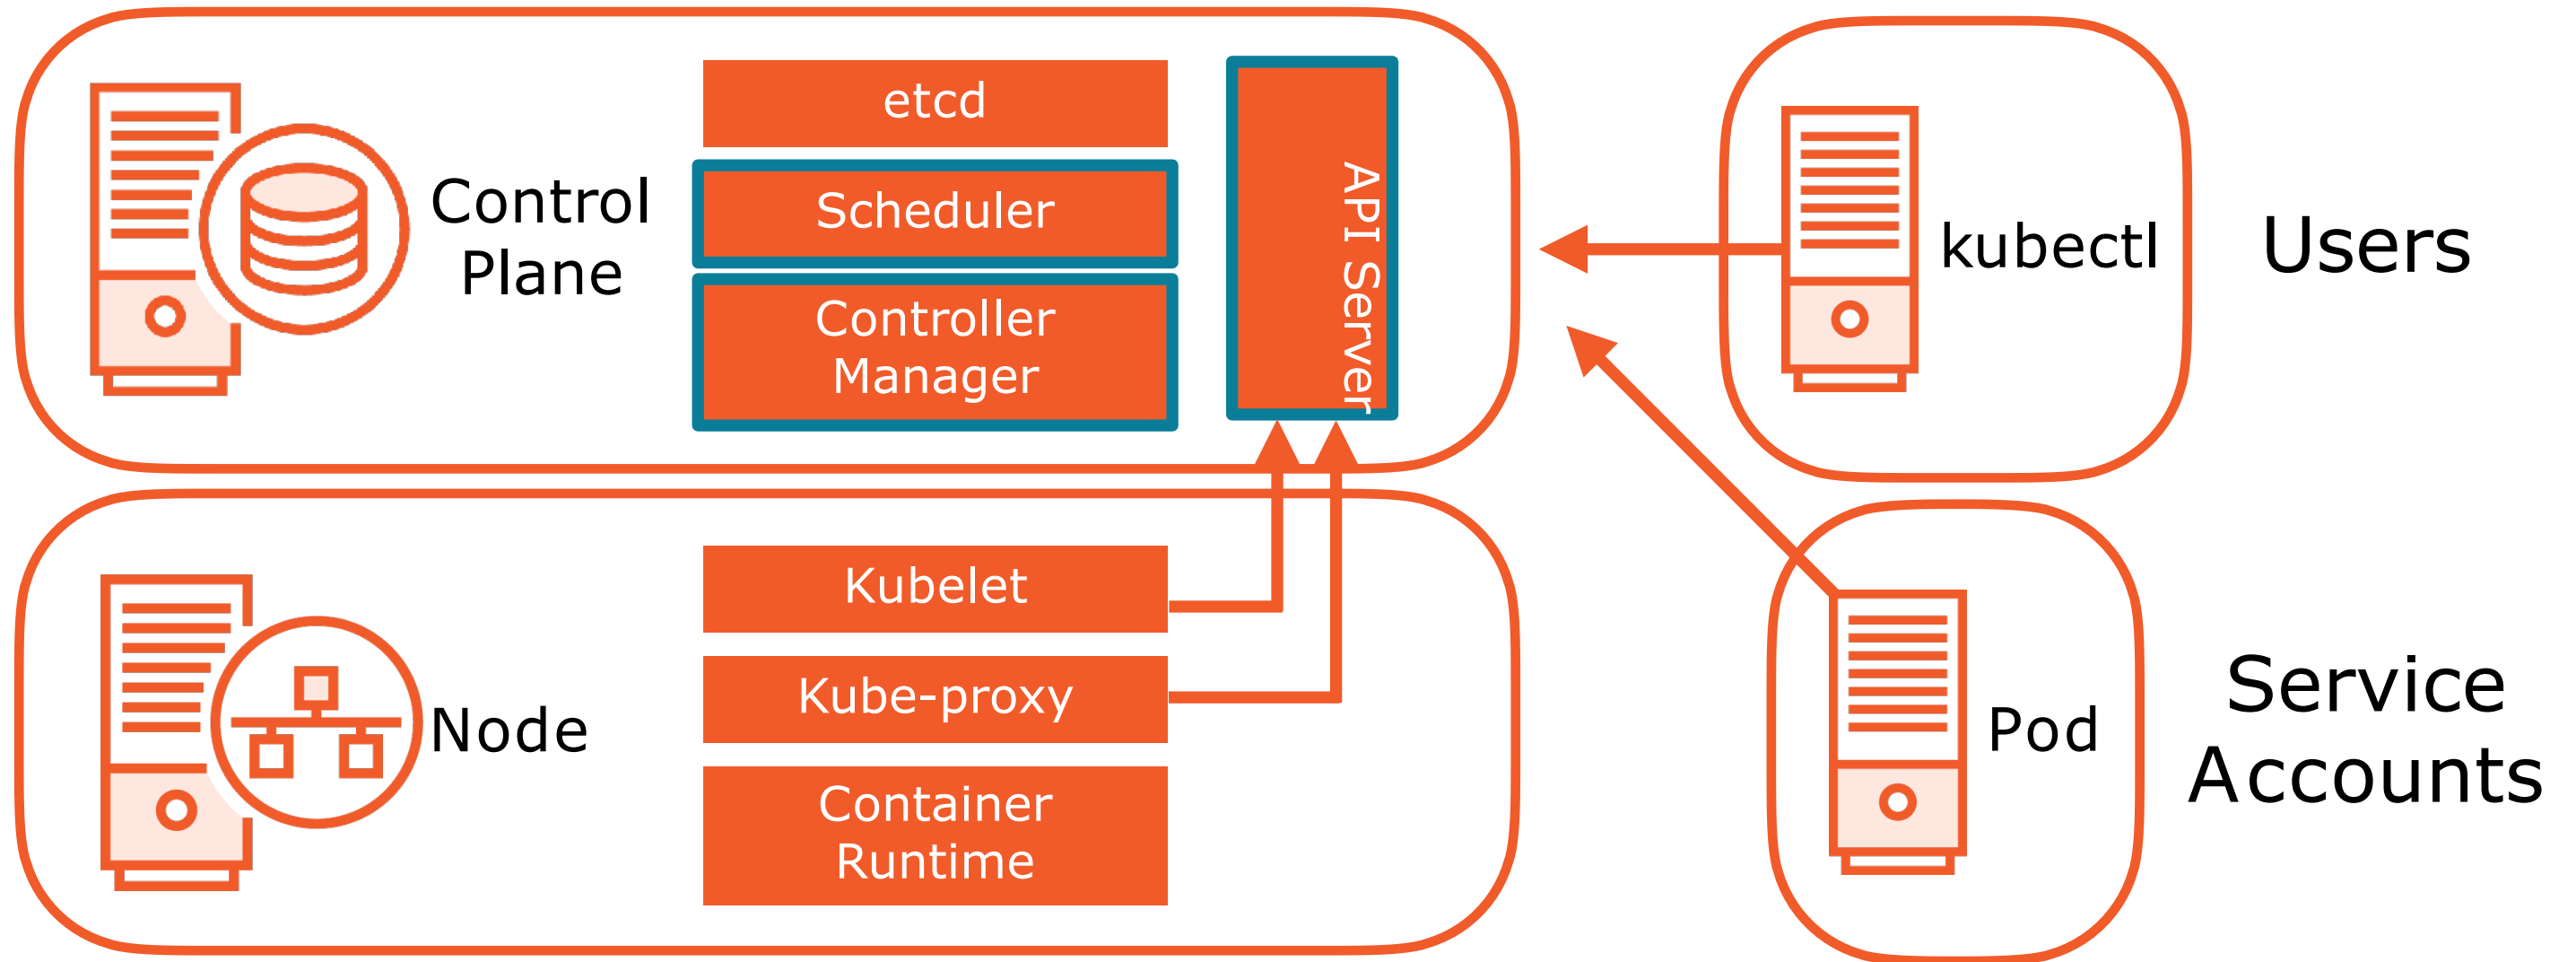 Control
Plane
etcd
Scheduler
Controller
Manager
API Server
kubectl
Users
Node
Kubelet
Kube-proxy
Container
Runtime
Pod
Service
Accounts